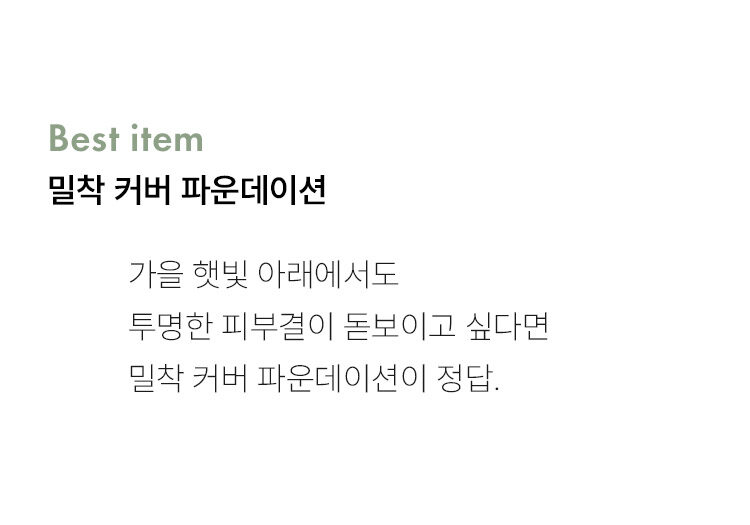 Best item
밀착 커버 파운데이션
가을 햇빛 아래에서도
투명한 피부결이 돋보이고 싶다면
밀착 커버 파운데이션이 정답.